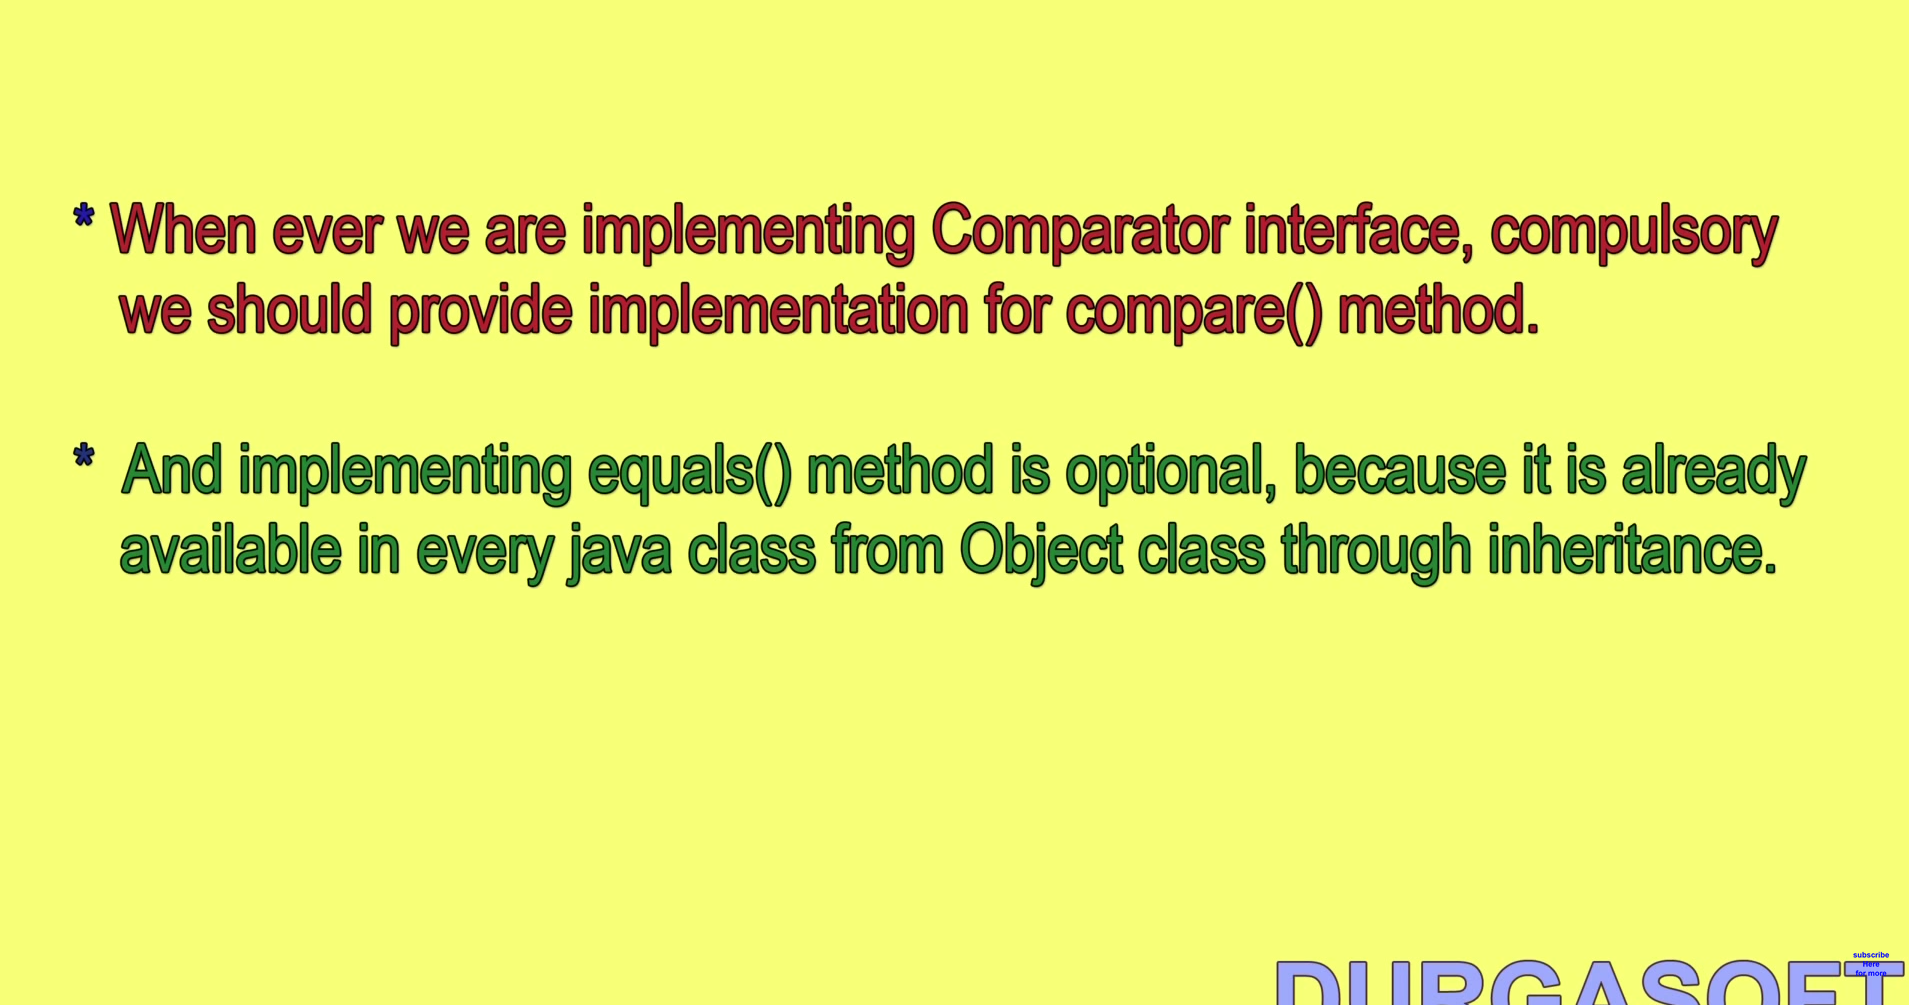 * When ever we are implementing Comparator interface, compulsory
we should provide implementation for compare() method.
* And implementing equals() method is optional, because it is already
available in every java class from Object class through inheritance.
subscribe
Here
for more
DURGASOFT